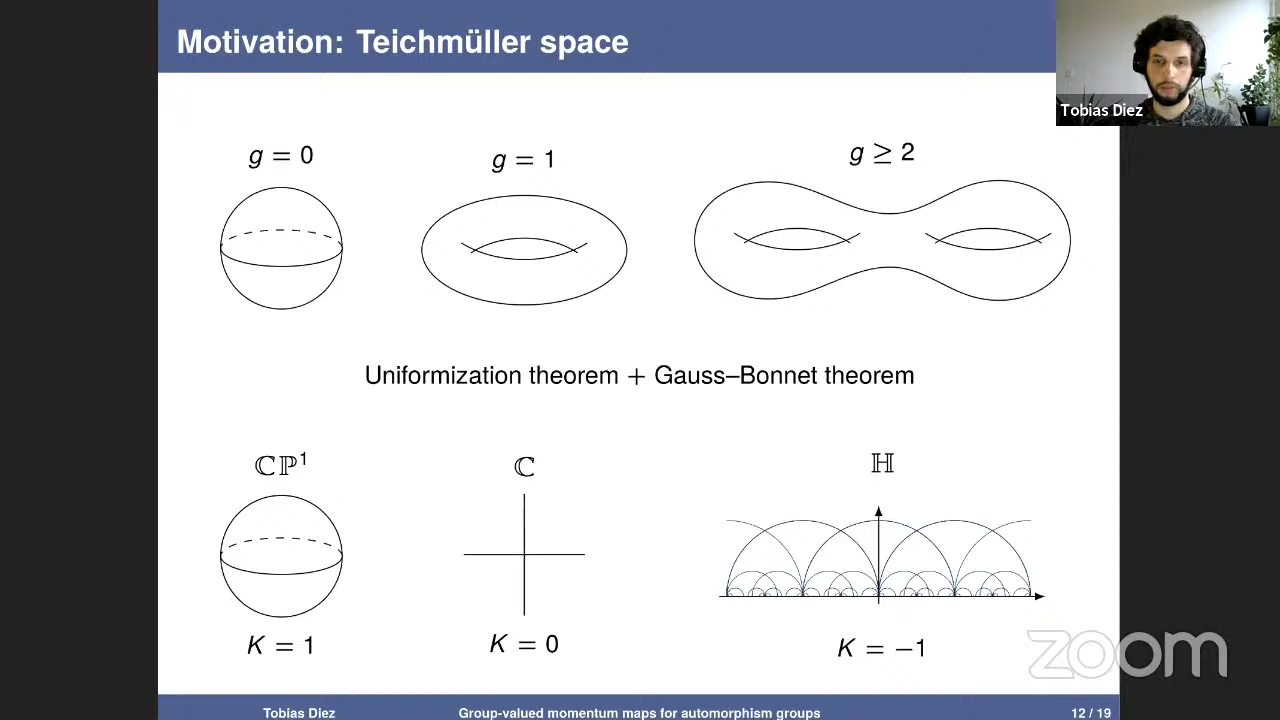 Motivation: Teichmüller space
Tobias Diez
g = 0
g = 1
g ≥ 2
Uniformization theorem + Gauss–Bonnet theorem
ℂℙ¹
ℂ
ℍ
K = 1
K = 0
K = −1
zoom
Tobias Diez
Group-valued momentum maps for automorphism groups
12 / 19